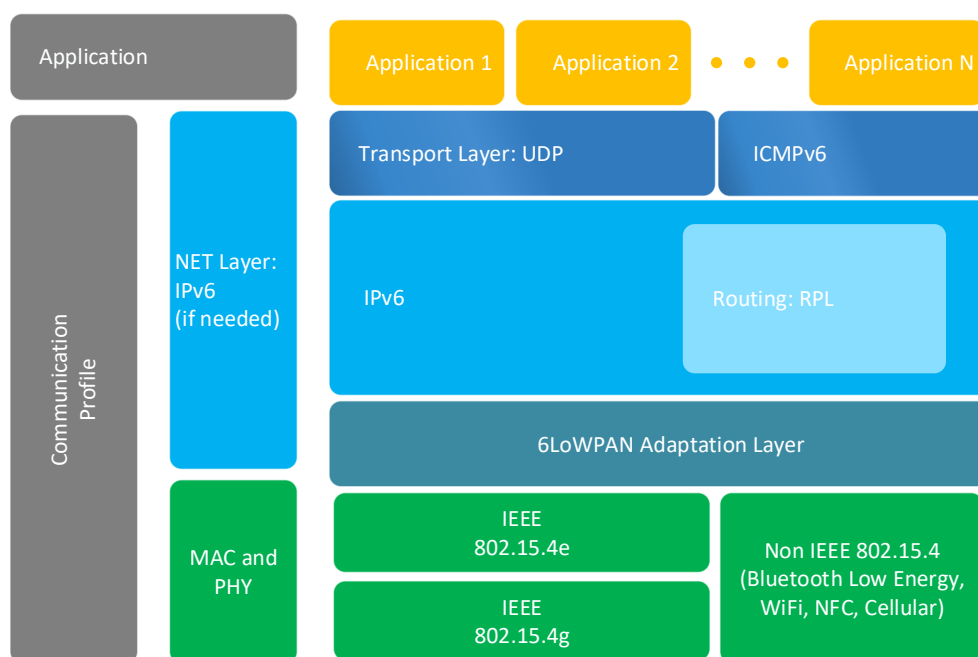 Application
Application 1
Application 2
Application N
Communication
Profile
NET Layer:
IPv6
(if needed)
Transport Layer: UDP
ICMPv6
IPv6
Routing: RPL
6LoWPAN Adaptation Layer
MAC and
PHY
IEEE
802.15.4e
IEEE
802.15.4g
Non IEEE 802.15.4
(Bluetooth Low Energy,
WiFi, NFC, Cellular)